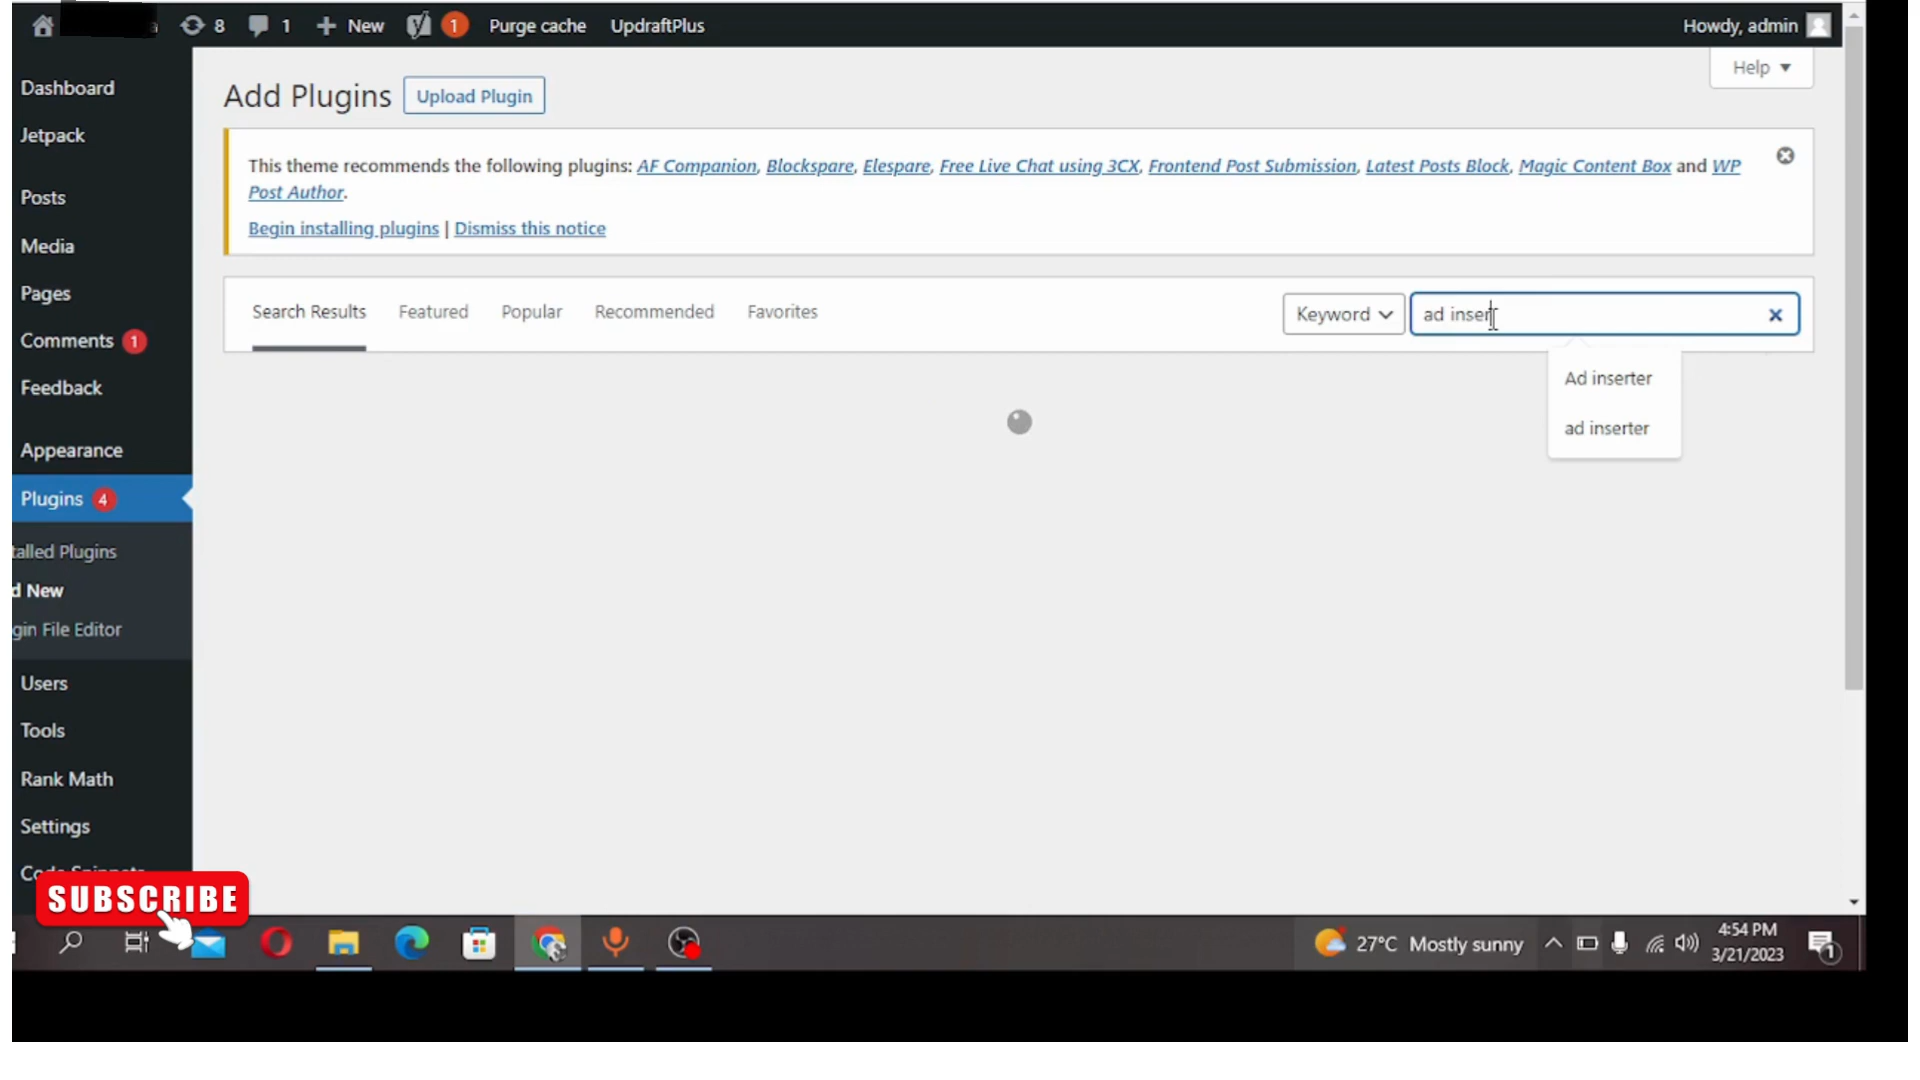 8 1 New 1 Purge cache UpdraftPlus Howdy, admin
Help
Dashboard
Jetpack
Posts
Media
Pages
Comments 1
Feedback
Appearance
Plugins 4
talled Plugins
d New
gin File Editor
Users
Tools
Rank Math
Settings
Add Plugins Upload Plugin
This theme recommends the following plugins: AF Companion, Blockspare, Elespare, Free Live Chat using 3CX, Frontend Post Submission, Latest Posts Block, Magic Content Box and WP
Post Author.
Begin installing plugins | Dismiss this notice
Search Results Featured Popular Recommended Favorites Keyword ad inser
Ad inserter
ad inserter
SUBSCRIBE
27°C Mostly sunny
4:54 PM
3/21/2023
1